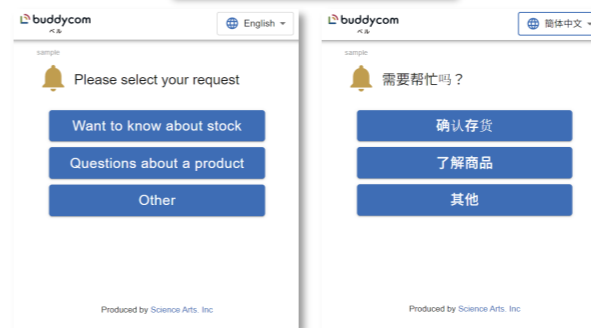 buddycom
ベル
English
sample
Please select your request
Want to know about stock
Questions about a product
Other
Produced by Science Arts. Inc
buddycom
ベル
簡体中文
sample
需要帮忙吗？
确认存货
了解商品
其他
Produced by Science Arts. Inc